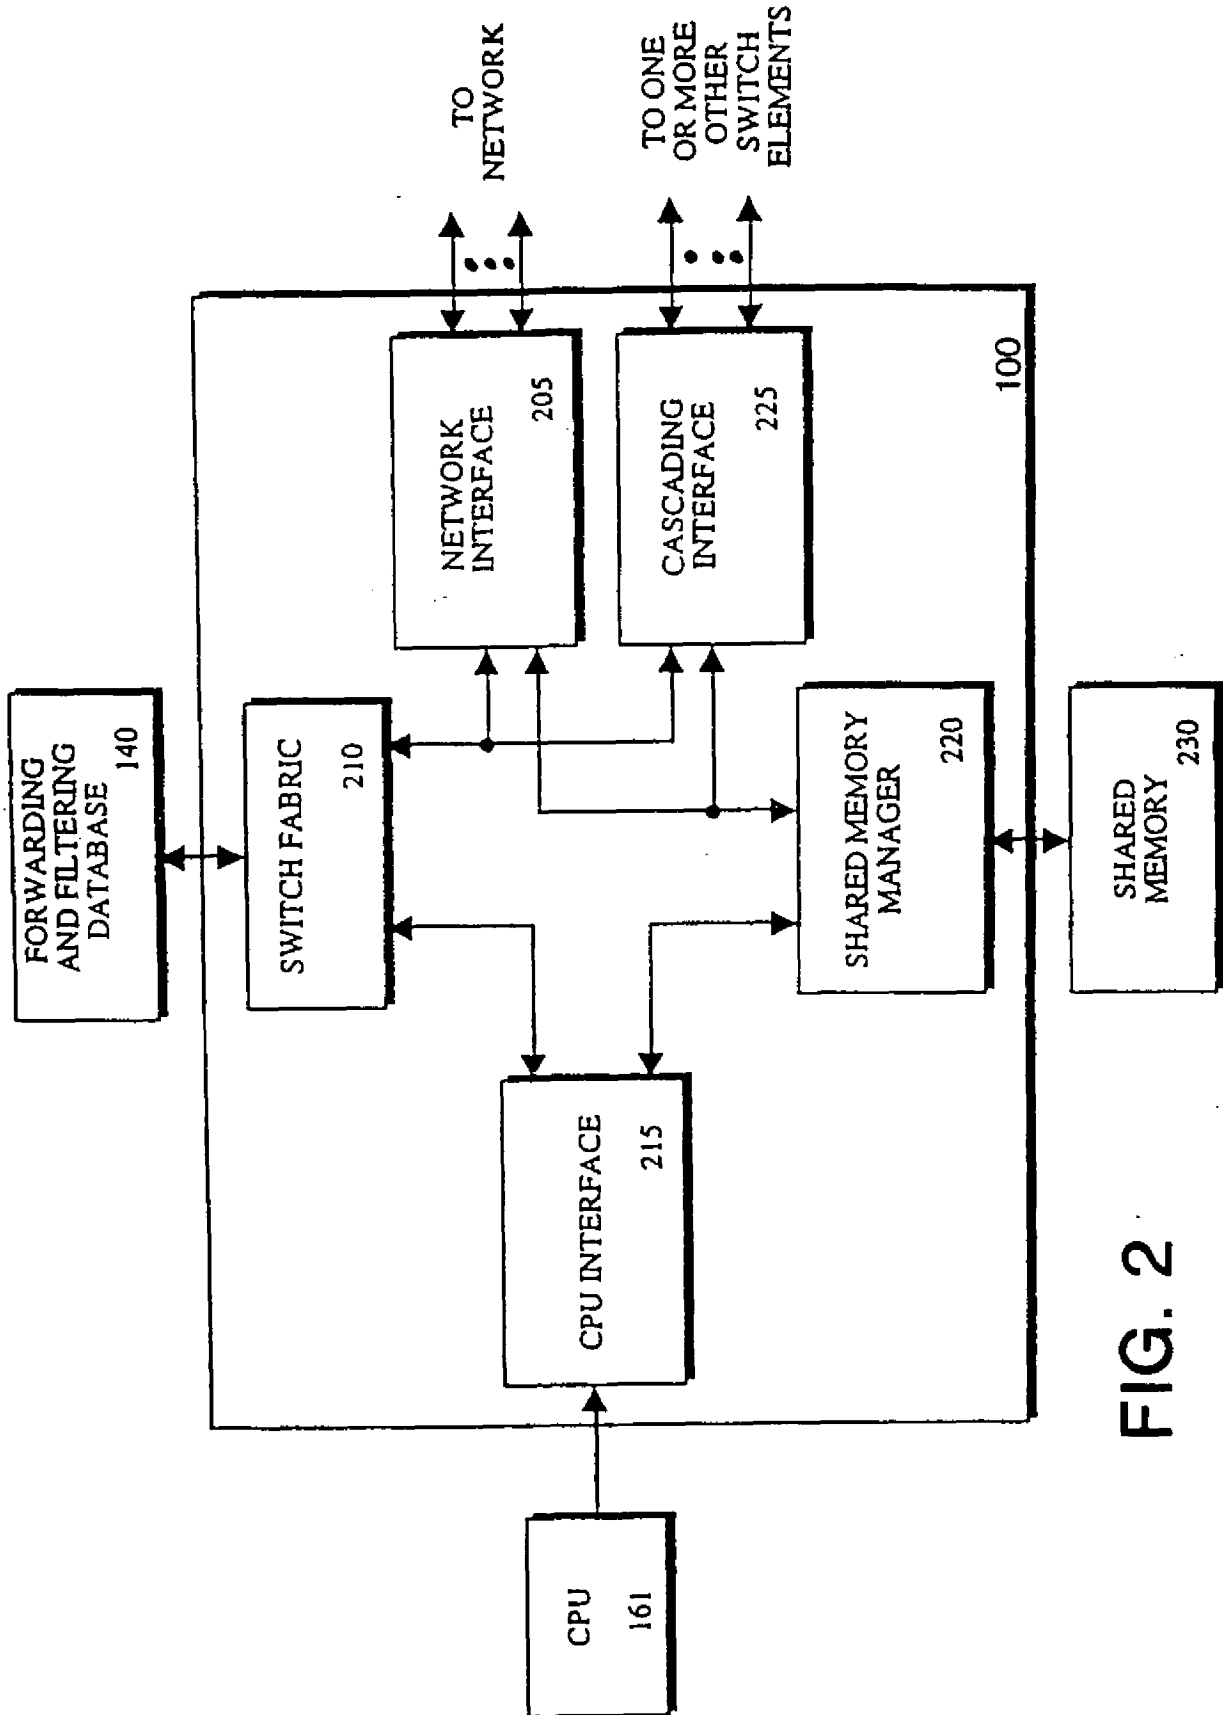 FORWARDING
AND FILTERING
DATABASE
140
SWITCH FABRIC
210
CPU
161
CPU INTERFACE
215
NETWORK
INTERFACE
205
TO
NETWORK
CASCADING
INTERFACE
225
TO ONE
OR MORE
OTHER
SWITCH
ELEMENTS
SHARED MEMORY
MANAGER
220
100
SHARED
MEMORY
230
FIG. 2